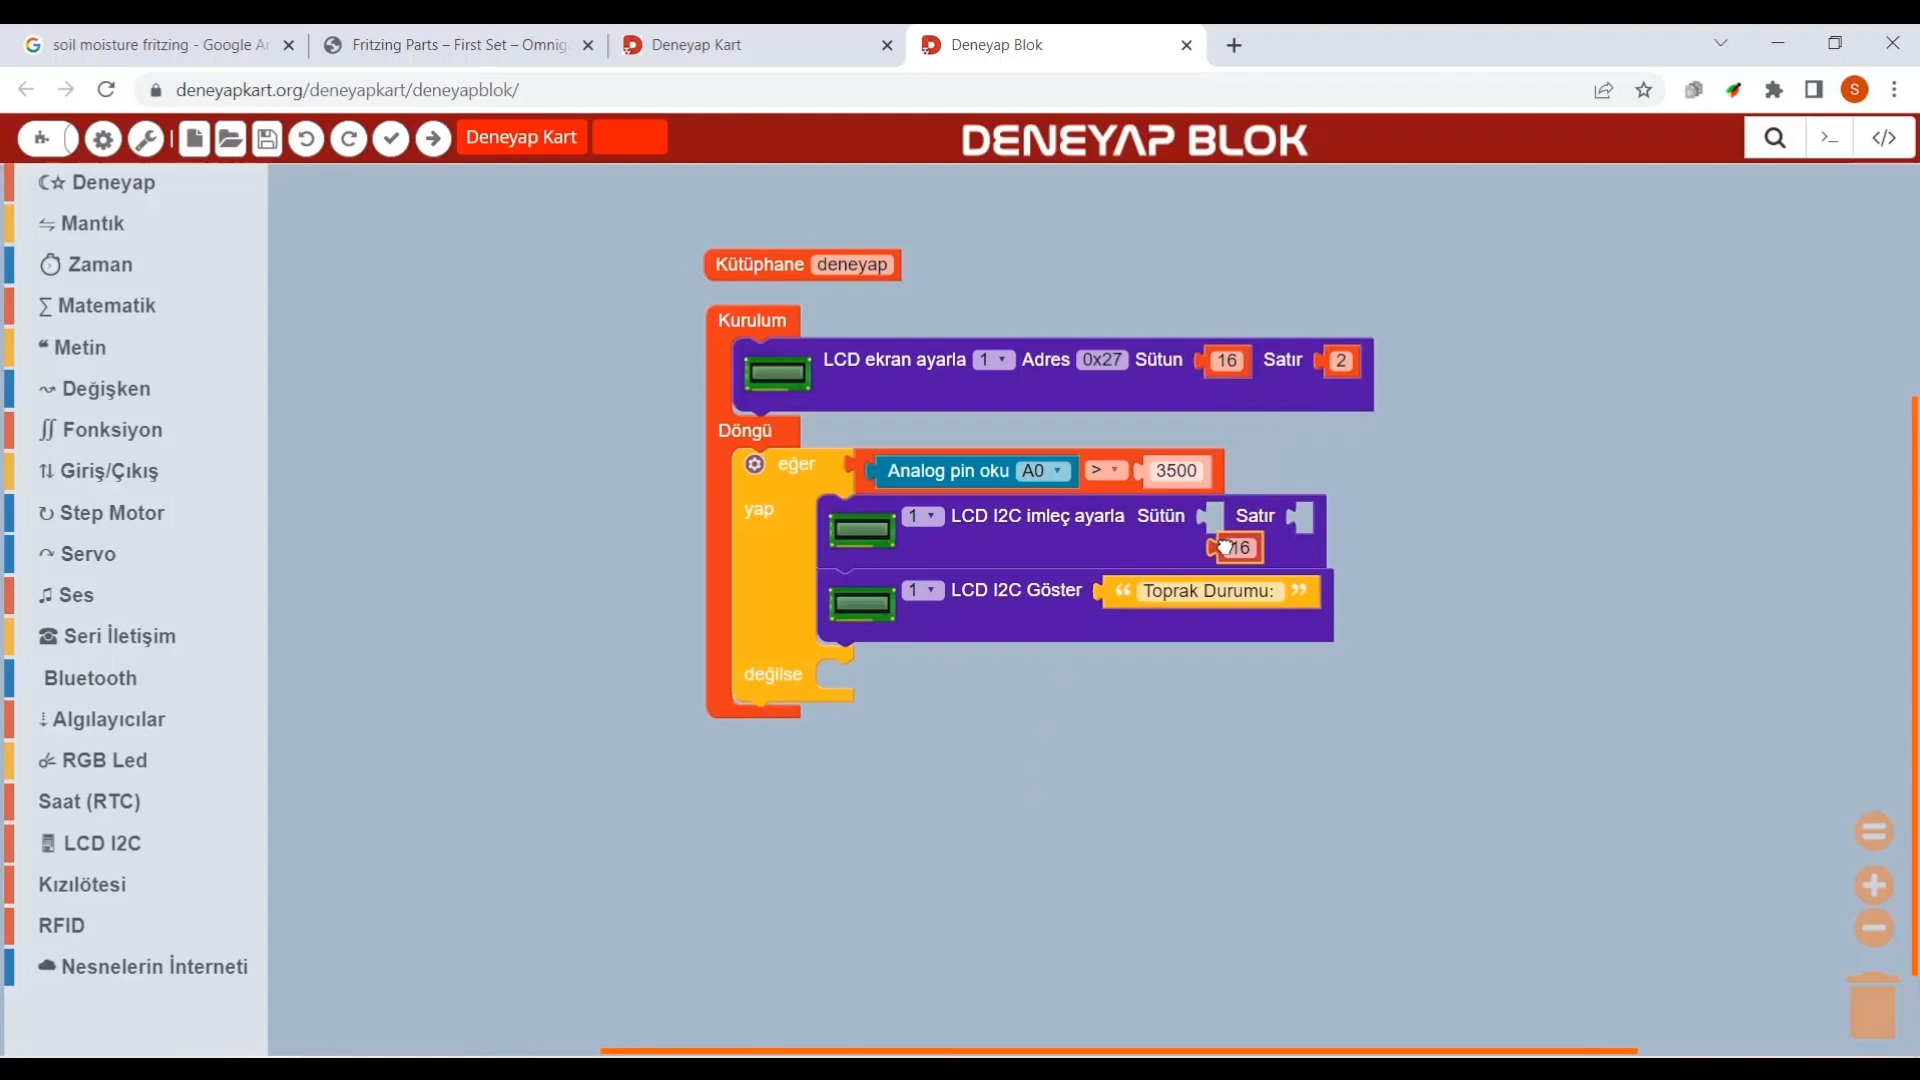 soil moisture fritzing - Google Ar
Fritzing Parts – First Set – Omnig
Deneyap Kart
Deneyap Blok
deneyapkart.org/deneyapkart/deneyapblok/
S
Deneyap Kart
DENEYAP BLOK
Deneyap
Mantık
Zaman
Matematik
Metin
Değişken
Fonksiyon
Giriş/Çıkış
Step Motor
Servo
Ses
Seri İletişim
Bluetooth
Algılayıcılar
RGB Led
Saat (RTC)
LCD I2C
Kızılötesi
RFID
Nesnelerin İnterneti
Kütüphane deneyap
Kurulum
LCD ekran ayarla 1 Adres 0x27 Sütun 16 Satır 2
Döngü
eğer Analog pin oku A0 > 3500
yap 1 LCD I2C imleç ayarla Sütün Satır
16
1 LCD I2C Göster “ Toprak Durumu: ”
değilse